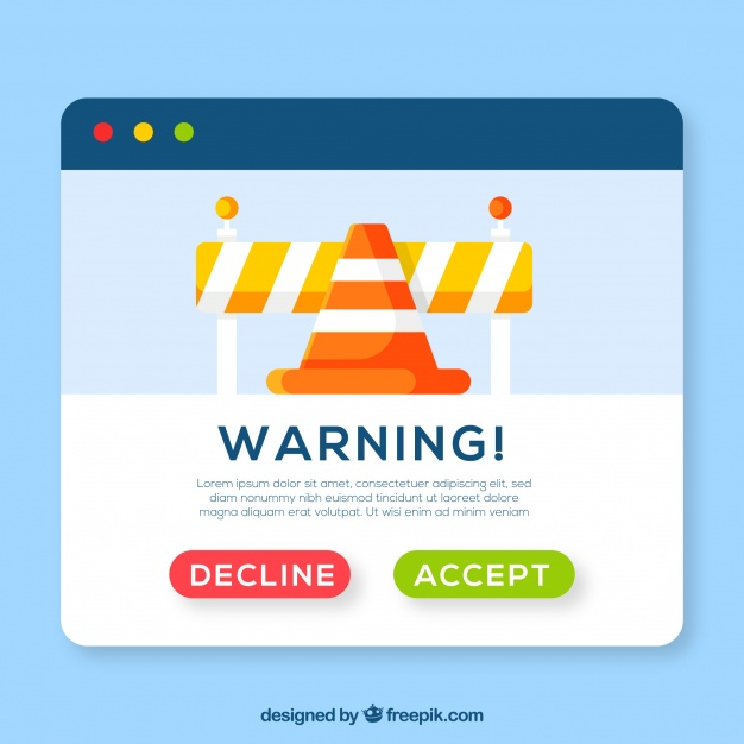 WARNING!
Lorem ipsum dolor sit amet, consectetuer adipiscing elit, sed
diam nonummy nibh euismod tincidunt ut laoreet dolore
magna aliquam erat volutpat. Ut wisi enim ad minim veniam
DECLINE
ACCEPT
designed by freepik.com